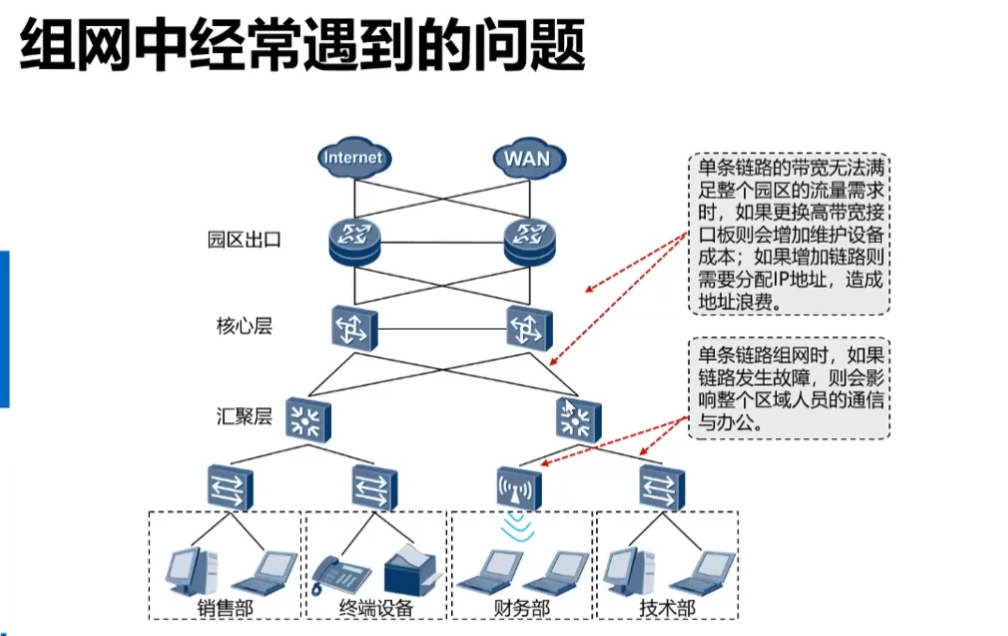 组网中经常遇到的问题
Internet
WAN
园区出口
核心层
汇聚层
单条链路的带宽无法满
足整个园区的流量需求
时，如果更换高带宽接
口板则会增加维护设备
成本；如果增加链路则
需要分配IP地址，造成
地址浪费。
单条链路组网时，如果
链路发生故障，则会影
响整个区域人员的通信
与办公。
销售部
终端设备
财务部
技术部